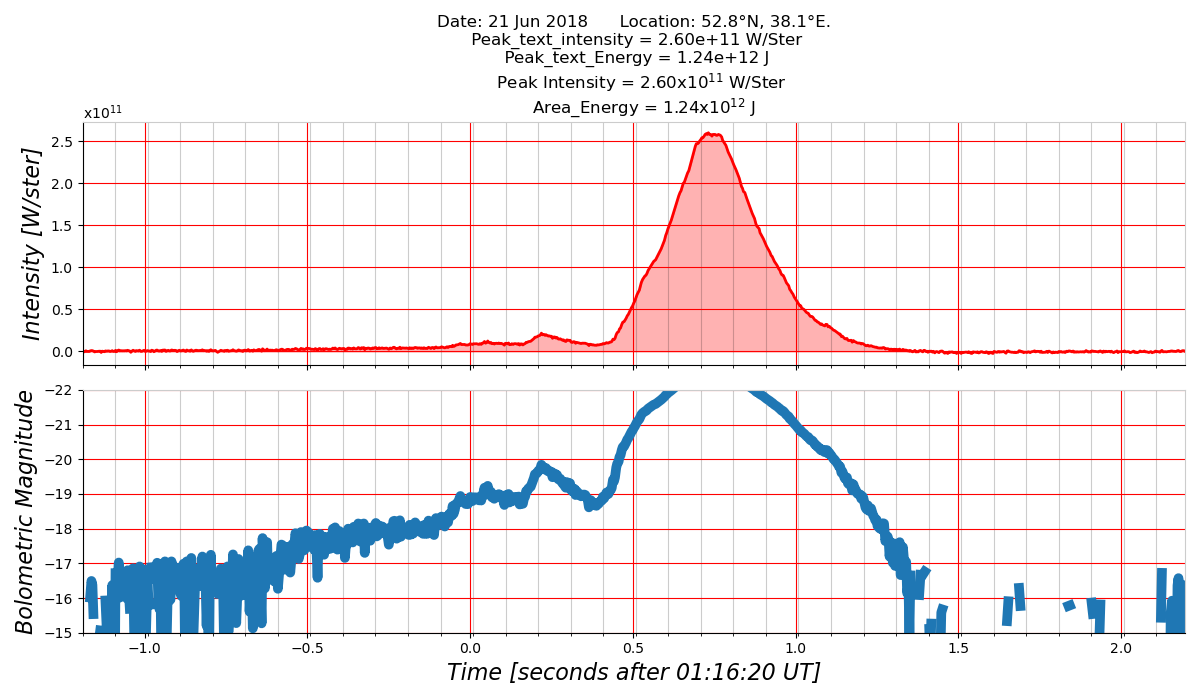 Date: 21 Jun 2018      Location: 52.8°N, 38.1°E.
Peak_text_intensity = 2.60e+11 W/Ster
Peak_text_Energy = 1.24e+12 J
Peak Intensity = 2.60x10¹¹ W/Ster
Area_Energy = 1.24x10¹² J
x10¹¹
2.5
2.0
1.5
1.0
0.5
0.0
Intensity [W/ster]
−22
−21
−20
−19
−18
−17
−16
−15
Bolometric Magnitude
−1.0 −0.5 0.0 0.5 1.0 1.5 2.0
Time [seconds after 01:16:20 UT]